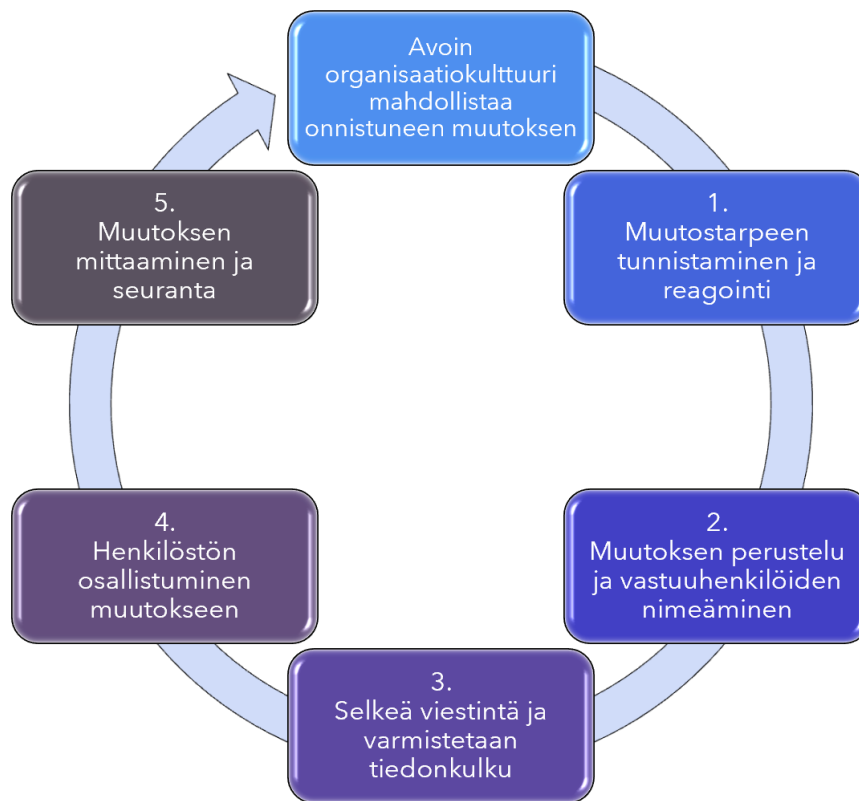 Avoin
organisaatiokulttuuri
mahdollistaa
onnistuneen muutoksen
1.
Muutostarpeen
tunnistaminen ja
reagointi
2.
Muutoksen perustelu
ja vastuuhenkilöiden
nimeäminen
3.
Selkeä viestintä ja
varmistetaan
tiedonkulku
4.
Henkilöstön
osallistuminen
muutokseen
5.
Muutoksen
mittaaminen ja
seuranta